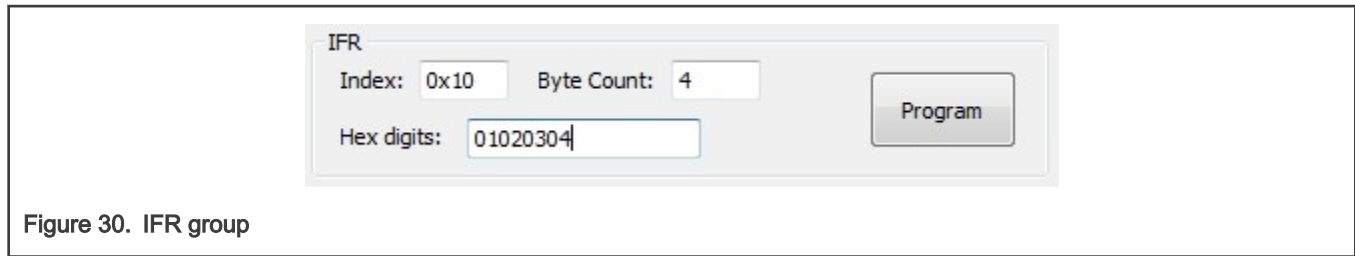 IFR
Index: 0x10 Byte Count: 4
Program
Hex digits: 01020304
Figure 30. IFR group